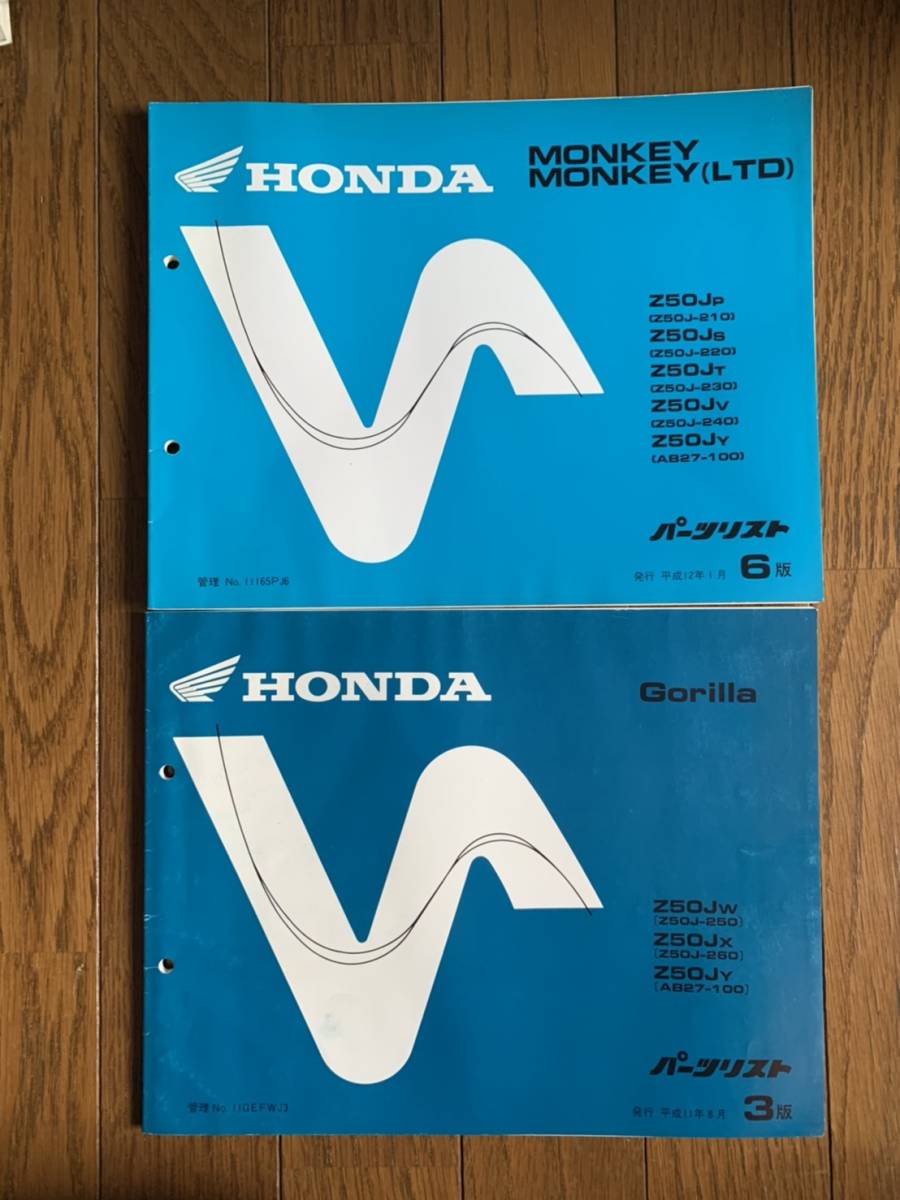 HONDA
MONKEY
MONKEY(LTD)
Z50JP
(Z50J-210)
Z50JS
(Z50J-220)
Z50JT
(Z50J-230)
Z50JV
(Z50J-240)
Z50JY
(AB27-100)
パーツリスト
管理 No.11165PJ6
発行 平成12年1月 6版
HONDA
Gorilla
Z50JW
[Z50J-250]
Z50JX
[Z50J-260]
Z50JY
[AB27-100]
パーツリスト
管理No.11GEFWJ3
発行 平成11年8月 3版